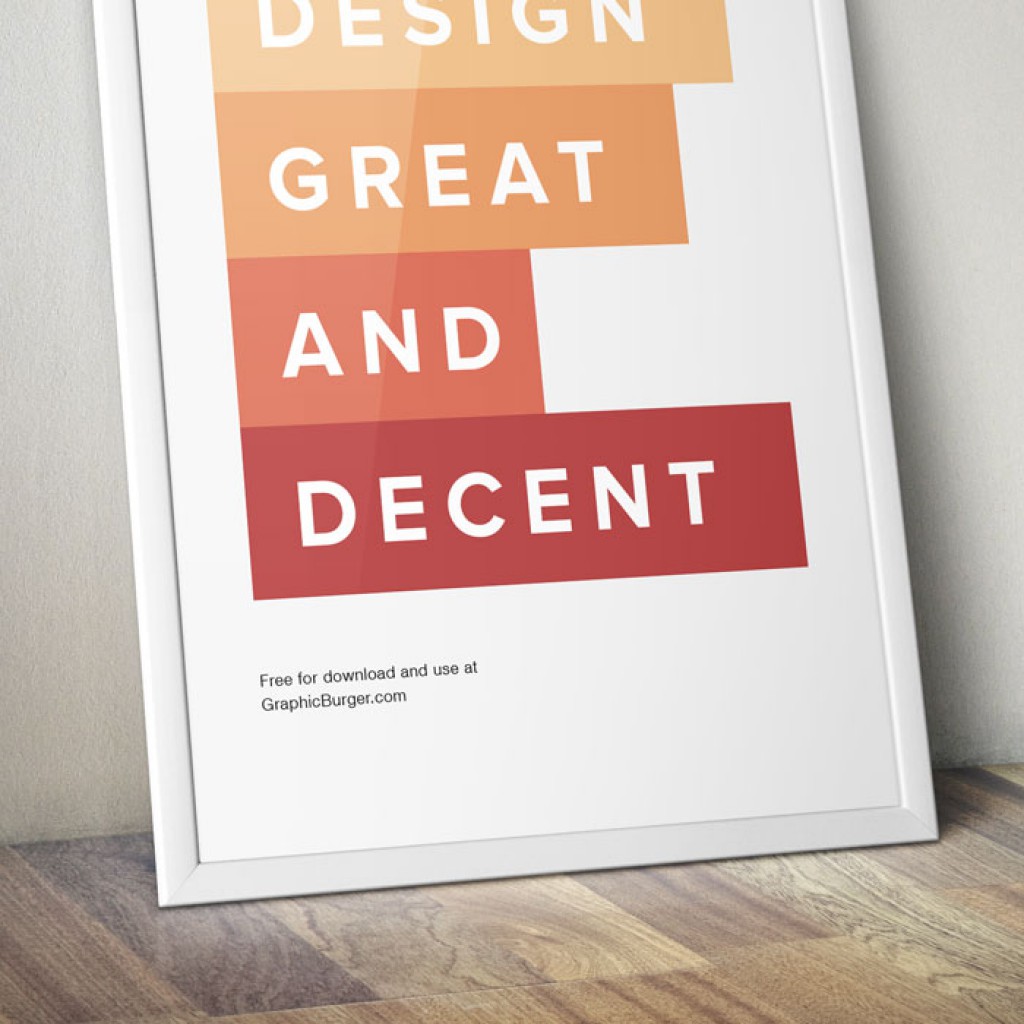 DESIGN
GREAT
AND
DECENT
Free for download and use at
GraphicBurger.com